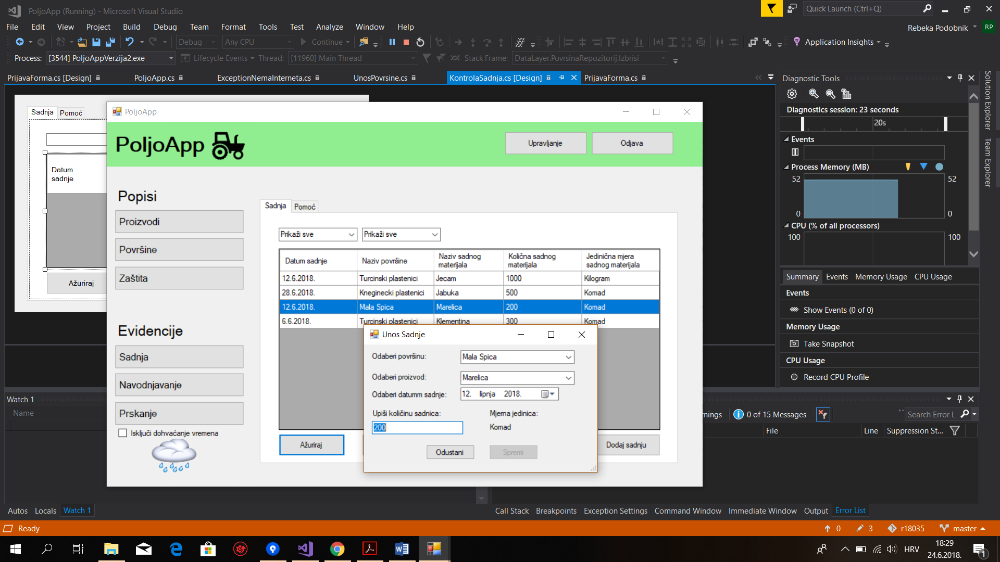 PoljoApp (Running) - Microsoft Visual Studio
Quick Launch (Ctrl+Q)
File Edit View Project Build Debug Team Format Tools Test Analyze Window Help
Rebeka Podobnik RP
Debug Any CPU Continue Application Insights
Process: [3544] PoljoAppVerzija2.exe Lifecycle Events Thread: [11960] Main Thread Stack Frame: DataLayer.PovrsinaRepozitorij.Izbrisi
PrijavaForma.cs [Design] PoljoApp.cs ExceptionNemaInterneta.cs UnosPovrsine.cs KontrolaSadnja.cs [Design] PrijavaForma.cs
Sadnja Pomoć
Datum
sadnje
Ažuriraj
PoljoApp
PoljoApp
Upravljanje Odjava
Popisi
Proizvodi
Površine
Zaštita
Evidencije
Sadnja
Navodnjavanje
Prskanje
Isključi dohvaćanje vremena
Sadnja Pomoć
Prikaži sve Prikaži sve
Datum sadnje Naziv površine Naziv sadnog materijala Količna sadnog materijala Jedinična mjera sadnog materijala
12.6.2018. Turcinski plastenici Jecam 1000 Kilogram
28.6.2018. Kneginecki plastenici Jabuka 500 Komad
12.6.2018. Mala Spica Marelica 200 Komad
6.6.2018. Turcinski plastenici Klementina 300 Komad
Ažuriraj Dodaj sadnju
Unos Sadnje
Odaberi površinu: Mala Spica
Odaberi proizvod: Marelica
Odaberi datumm sadnje: 12. lipnja 2018.
Upiši količinu sadnica: Mjerna jedinica:
200 Komad
Odustani Spremi
Diagnostic Tools
Diagnostics session: 23 seconds
20s
Events
Process Memory (MB)
52 52
0 0
CPU (% of all processors)
100 100
Summary Events Memory Usage CPU Usage
Events
Show Events (0 of 0)
Memory Usage
Take Snapshot
CPU Usage
Record CPU Profile
Solution Explorer
Team Explorer
Watch 1
Name
rnings 0 of 15 Messages Search Error L
File Line Suppression St...
Autos Locals Watch 1
Call Stack Breakpoints Exception Settings Command Window Immediate Window Output Error List
Ready
0 3 r18035 master
HRV
18:29
24.6.2018.
1